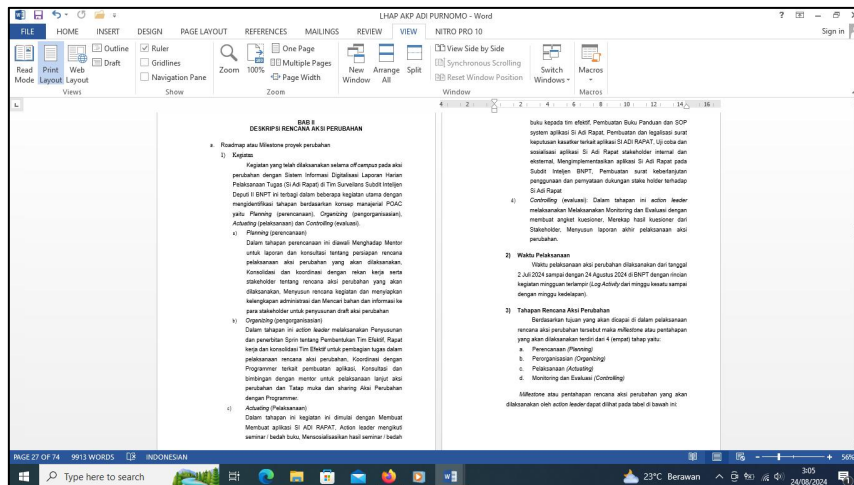 LHAP AKP ADI PURNOMO - Word
FILE HOME INSERT DESIGN PAGE LAYOUT REFERENCES MAILINGS REVIEW VIEW NITRO PRO 10
Sign in
Read Mode
Print Layout
Web Layout
Outline
Draft
Views
Ruler
Gridlines
Navigation Pane
Show
Zoom
100%
One Page
Multiple Pages
Page Width
Zoom
New Window
Arrange All
Split
View Side by Side
Synchronous Scrolling
Reset Window Position
Window
Switch Windows
Macros
Macros
4 2 2 4 6 8 10 12 14 16
BAB II
DESKRIPSI RENCANA AKSI PERUBAHAN
a. Roadmap atau Milestone proyek perubahan
1) Kegiatan
Kegiatan yang telah dilaksanakan selama off campus pada aksi
perubahan dengan Sistem Informasi Digitalisasi Laporan Harian
Pelaksanaan Tugas (Si Adi Rapat) di Tim Surveilans Subdit Intelijen
Deputi II BNPT ini terbagi dalam beberapa kegiatan utama dengan
mengidentifikasi tahapan berdasarkan konsep manajerial POAC
yaitu Planning (perencanaan), Organizing (pengorganisasian),
Actuating (pelaksanaan) dan Controlling (evaluasi).
a) Planning (perencanaan)
Dalam tahapan perencanaan ini diawali Menghadap Mentor
untuk laporan dan konsultasi tentang persiapan rencana
pelaksanaan aksi perubahan yang akan dilaksanakan,
Konsolidasi dan koordinasi dengan rekan kerja serta
stakeholder tentang rencana aksi perubahan yang akan
dilaksanakan, Menyusun rencana kegiatan dan menyiapkan
kelengkapan administrasi dan Mencari bahan dan informasi ke
para stakeholder untuk penyusunan draft aksi perubahan
b) Organizing (pengorganisasian)
Dalam tahapan ini action leader melaksanakan Penyusunan
dan penerbitan Sprin tentang Pembentukan Tim Efektif, Rapat
kerja dan konsolidasi Tim Efektif untuk pembagian tugas dalam
pelaksanaan rencana aksi perubahan, Koordinasi dengan
Programmer terkait pembuatan aplikasi, Konsultasi dan
bimbingan dengan mentor untuk pelaksanaan lanjut aksi
perubahan dan Tatap muka dan sharing Aksi Perubahan
dengan Programmer.
c) Actuating (Pelaksanaan)
Dalam tahapan ini kegiatan ini dimulai dengan Membuat
Membuat aplikasi SI ADI RAPAT. Action leader mengikuti
seminar / bedah buku, Mensosialisasikan hasil seminar / bedah
buku kepada tim efektif, Pembuatan Buku Panduan dan SOP
system aplikasi Si Adi Rapat. Pembuatan dan legalisasi surat
keputusan kasatker terkait aplikasi SI ADI RAPAT, Uji coba dan
sosialisasi aplikasi Si Adi Rapat stakeholder internal dan
eksternal, Mengimplementasikan aplikasi Si Adi Rapat pada
Subdit Intelijen BNPT, Pembuatan surat keberlanjutan
penggunaan dan pernyataan dukungan stake holder terhadap
Si Adi Rapat
4) Controlling (evaluasi): Dalam tahapan ini action leader
melaksanakan Melaksanakan Monitoring dan Evaluasi dengan
membuat angket kuesioner, Merekap hasil kuesioner dari
Stakeholder, Menyusun laporan akhir pelaksanaan aksi
perubahan.
2) Waktu Pelaksanaan
Waktu pelaksanaan aksi perubahan dilaksanakan dari tanggal
2 Juli 2024 sampai dengan 24 Agustus 2024 di BNPT dengan rincian
kegiatan mingguan terlampir (Log Activity dari minggu kesatu sampai
dengan minggu kedelapan).
3) Tahapan Rencana Aksi Perubahan
Berdasarkan tujuan yang akan dicapai di dalam pelaksanaan
rencana aksi perubahan tersebut maka millestone atau pentahapan
yang akan dilaksanakan terdiri dari 4 (empat) tahap yaitu:
a. Perencanaan (Planning)
b. Perorganisasian (Organizing)
c. Pelaksanaan (Actuating)
d. Monitoring dan Evaluasi (Controlling)
Millestone atau pentahapan rencana aksi perubahan yang akan
dilaksanakan oleh action leader dapat dilihat pada tabel di bawah ini:
PAGE 27 OF 74 9913 WORDS INDONESIAN
56%
Type here to search
23°C Berawan
3:05
24/08/2024